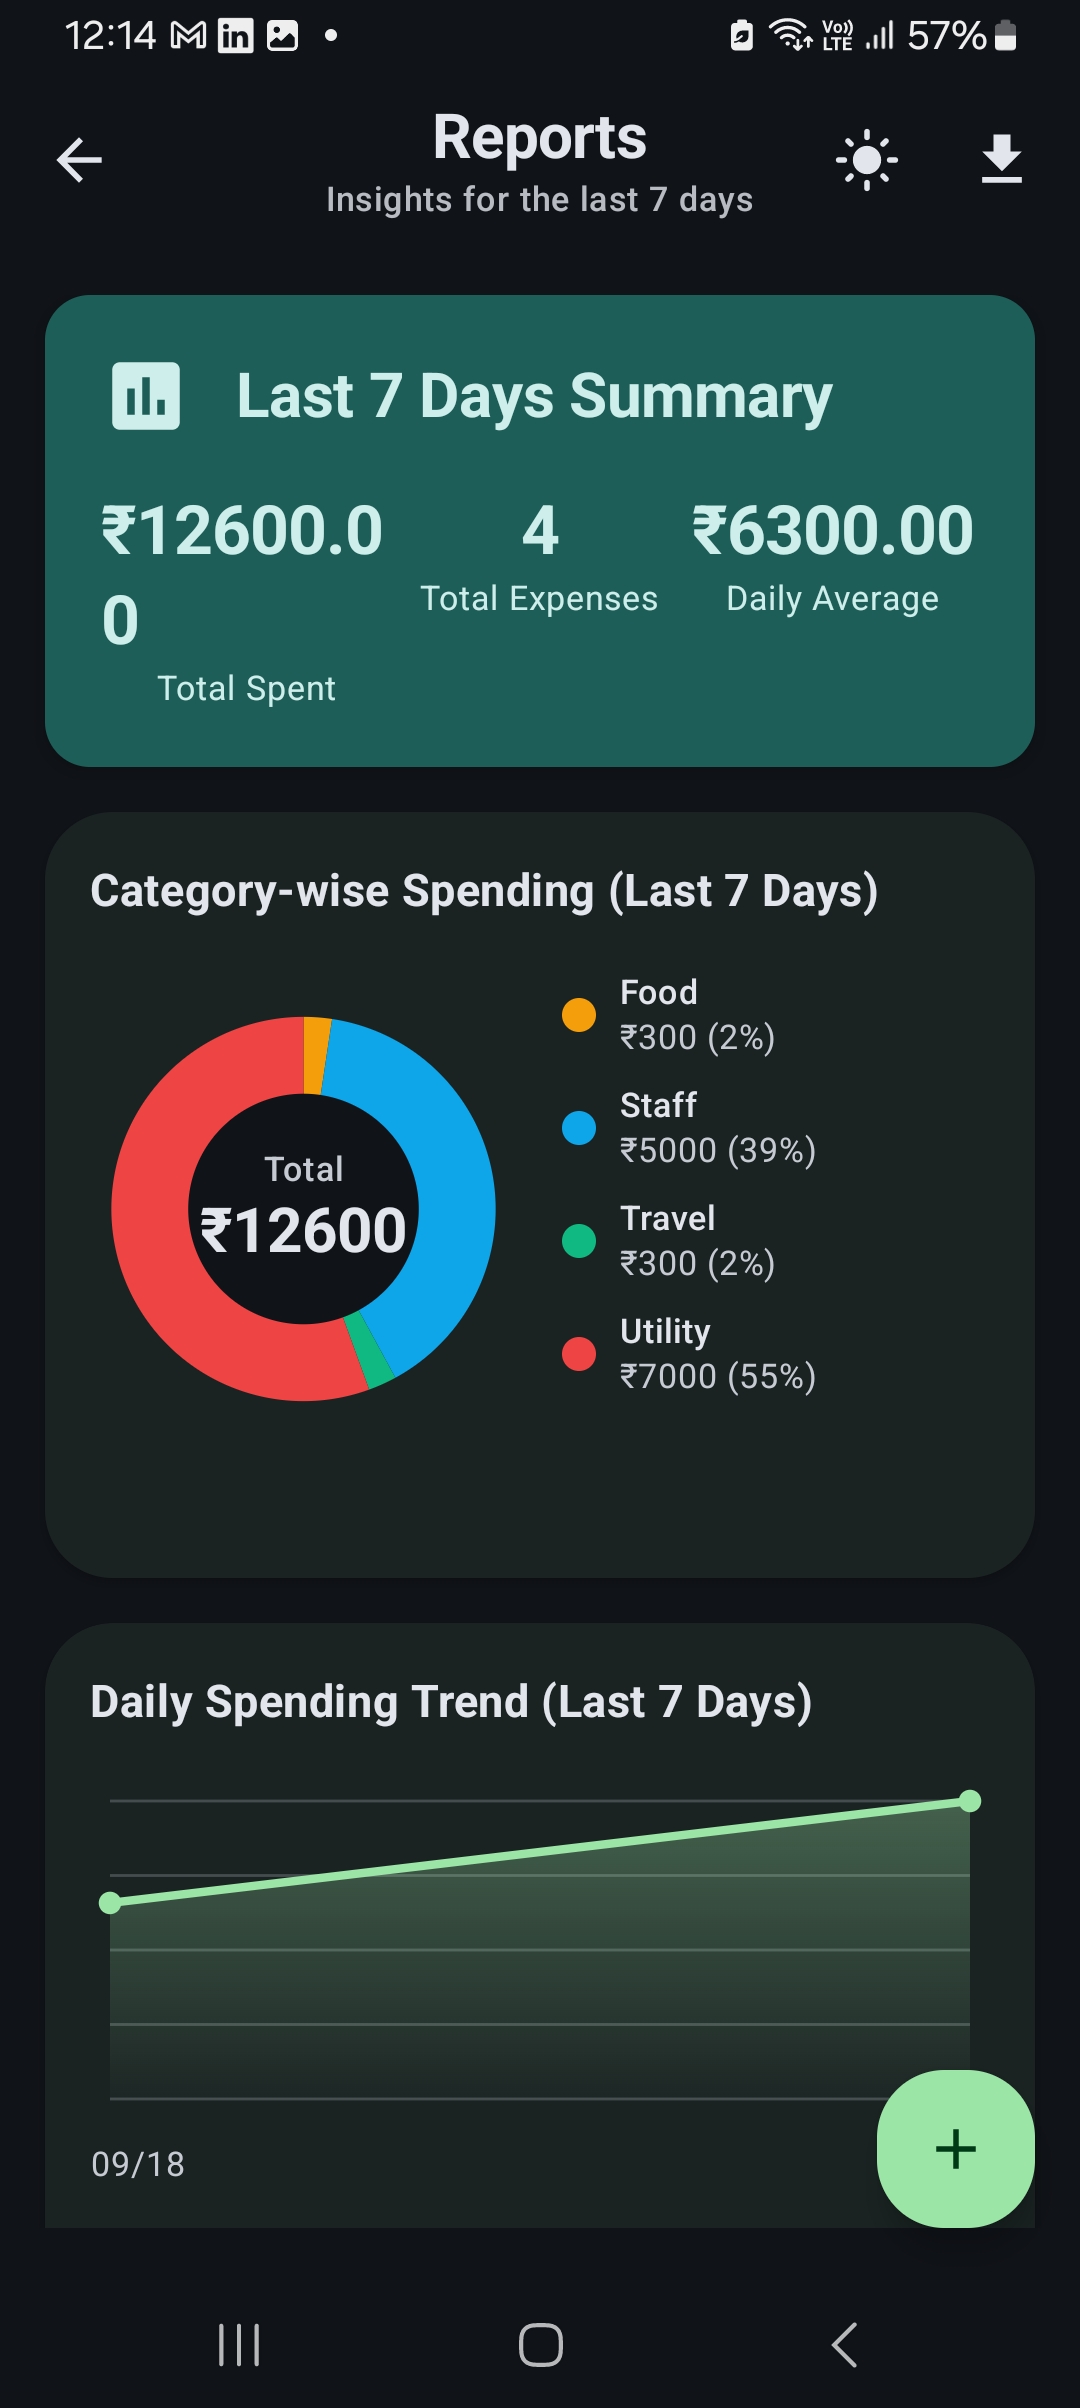 12:14
Vo))
LTE
57%
Reports
Insights for the last 7 days
Last 7 Days Summary
₹12600.0
0
Total Spent
4
Total Expenses
₹6300.00
Daily Average
Category-wise Spending (Last 7 Days)
Total
₹12600
Food
₹300 (2%)
Staff
₹5000 (39%)
Travel
₹300 (2%)
Utility
₹7000 (55%)
Daily Spending Trend (Last 7 Days)
09/18